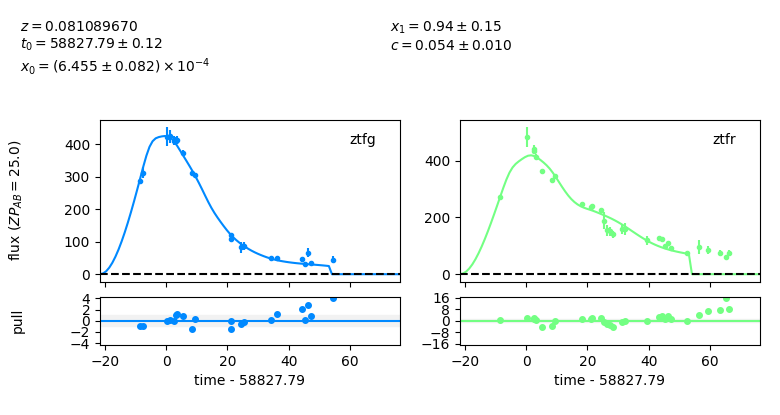 z = 0.081089670
t₀ = 58827.79 ± 0.12
x₀ = (6.455 ± 0.082) × 10⁻⁴
x₁ = 0.94 ± 0.15
c = 0.054 ± 0.010
flux (ZP_AB = 25.0)
400
300
200
100
0
ztfg
400
200
0
ztfr
pull
4
2
0
−2
−4
−20 0 20 40 60
time - 58827.79
16
8
0
−8
−16
−20 0 20 40 60
time - 58827.79